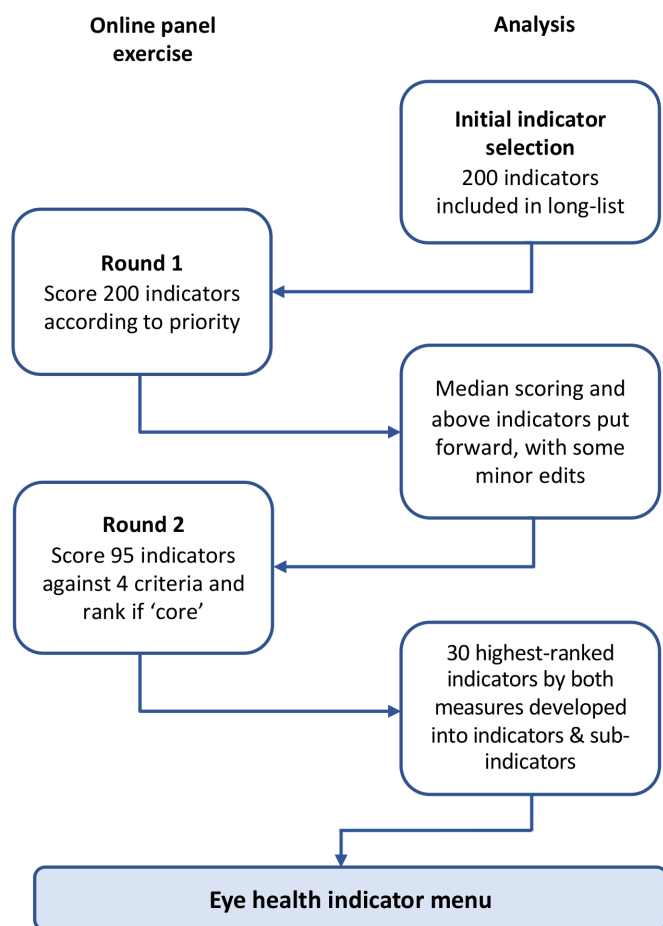 Online panel
exercise
Analysis
Initial indicator
selection
200 indicators
included in long-list
Round 1
Score 200 indicators
according to priority
Median scoring and
above indicators put
forward, with some
minor edits
Round 2
Score 95 indicators
against 4 criteria and
rank if ‘core’
30 highest-ranked
indicators by both
measures developed
into indicators & sub-
indicators
Eye health indicator menu